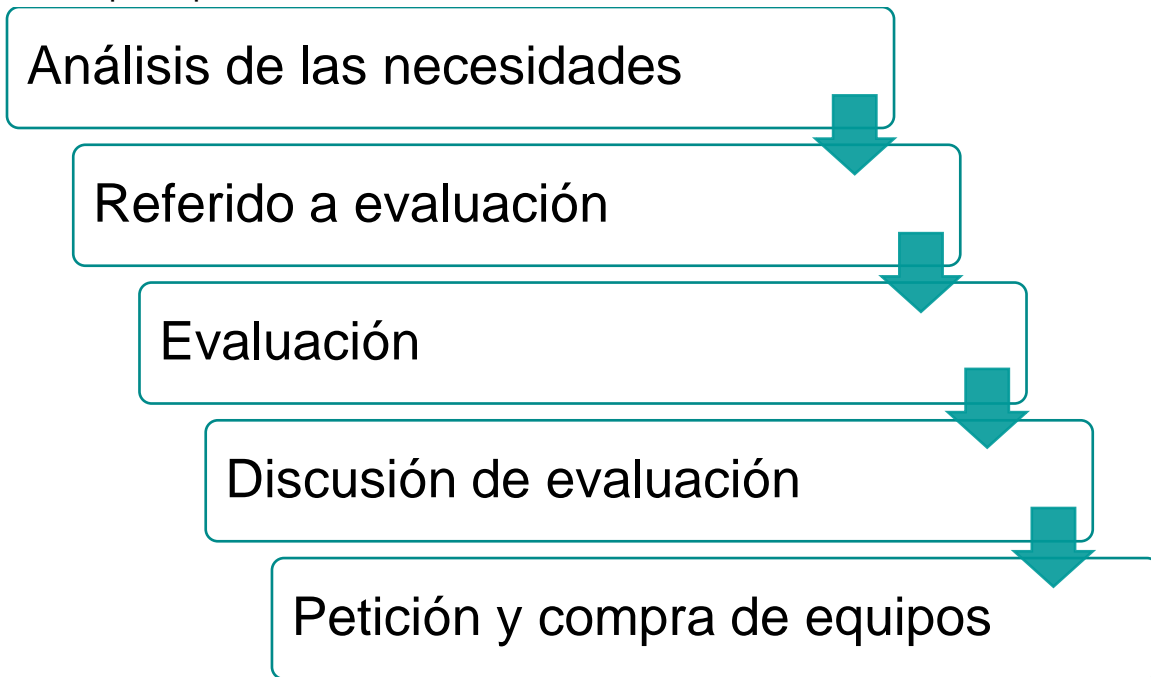 Análisis de las necesidades
Referido a evaluación
Evaluación
Discusión de evaluación
Petición y compra de equipos